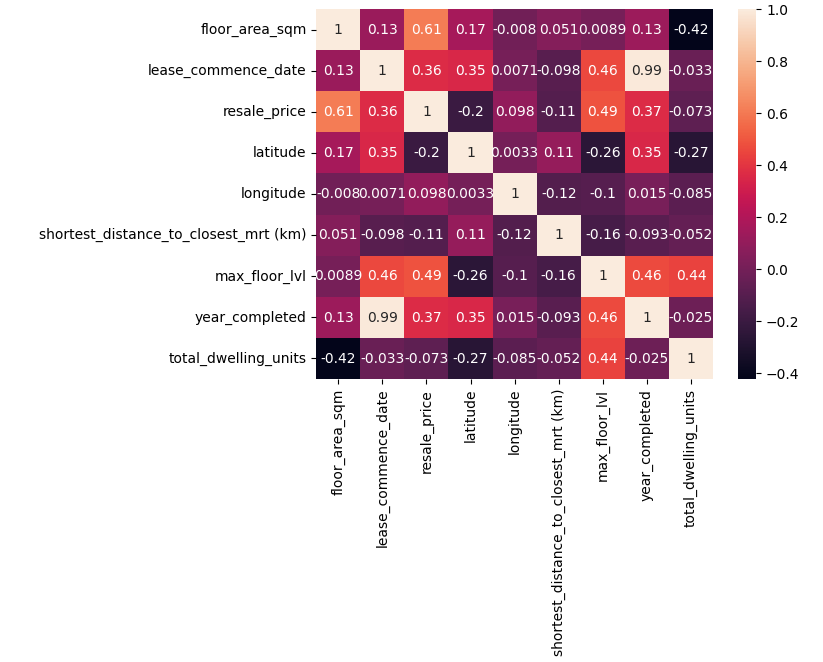 floor_area_sqm 1 0.13 0.61 0.17 -0.008 0.051 0.0089 0.13 -0.42
lease_commence_date 0.13 1 0.36 0.35 0.0071 -0.098 0.46 0.99 -0.033
resale_price 0.61 0.36 1 -0.2 0.098 -0.11 0.49 0.37 -0.073
latitude 0.17 0.35 -0.2 1 0.0033 0.11 -0.26 0.35 -0.27
longitude -0.008 0.0071 0.098 0.0033 1 -0.12 -0.1 0.015 -0.085
shortest_distance_to_closest_mrt (km) 0.051 -0.098 -0.11 0.11 -0.12 1 -0.16 -0.093 -0.052
max_floor_lvl 0.0089 0.46 0.49 -0.26 -0.1 -0.16 1 0.46 0.44
year_completed 0.13 0.99 0.37 0.35 0.015 -0.093 0.46 1 -0.025
total_dwelling_units -0.42 -0.033 -0.073 -0.27 -0.085 -0.052 0.44 -0.025 1
floor_area_sqm
lease_commence_date
resale_price
latitude
longitude
shortest_distance_to_closest_mrt (km)
max_floor_lvl
year_completed
total_dwelling_units
1.0
0.8
0.6
0.4
0.2
0.0
−0.2
−0.4